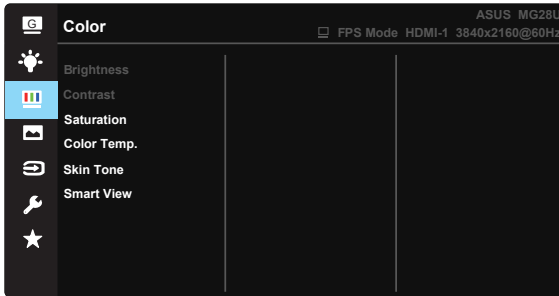 G
Color
ASUS MG28U
FPS Mode HDMI-1 3840x2160@60Hz
Brightness
Contrast
Saturation
Color Temp.
Skin Tone
Smart View